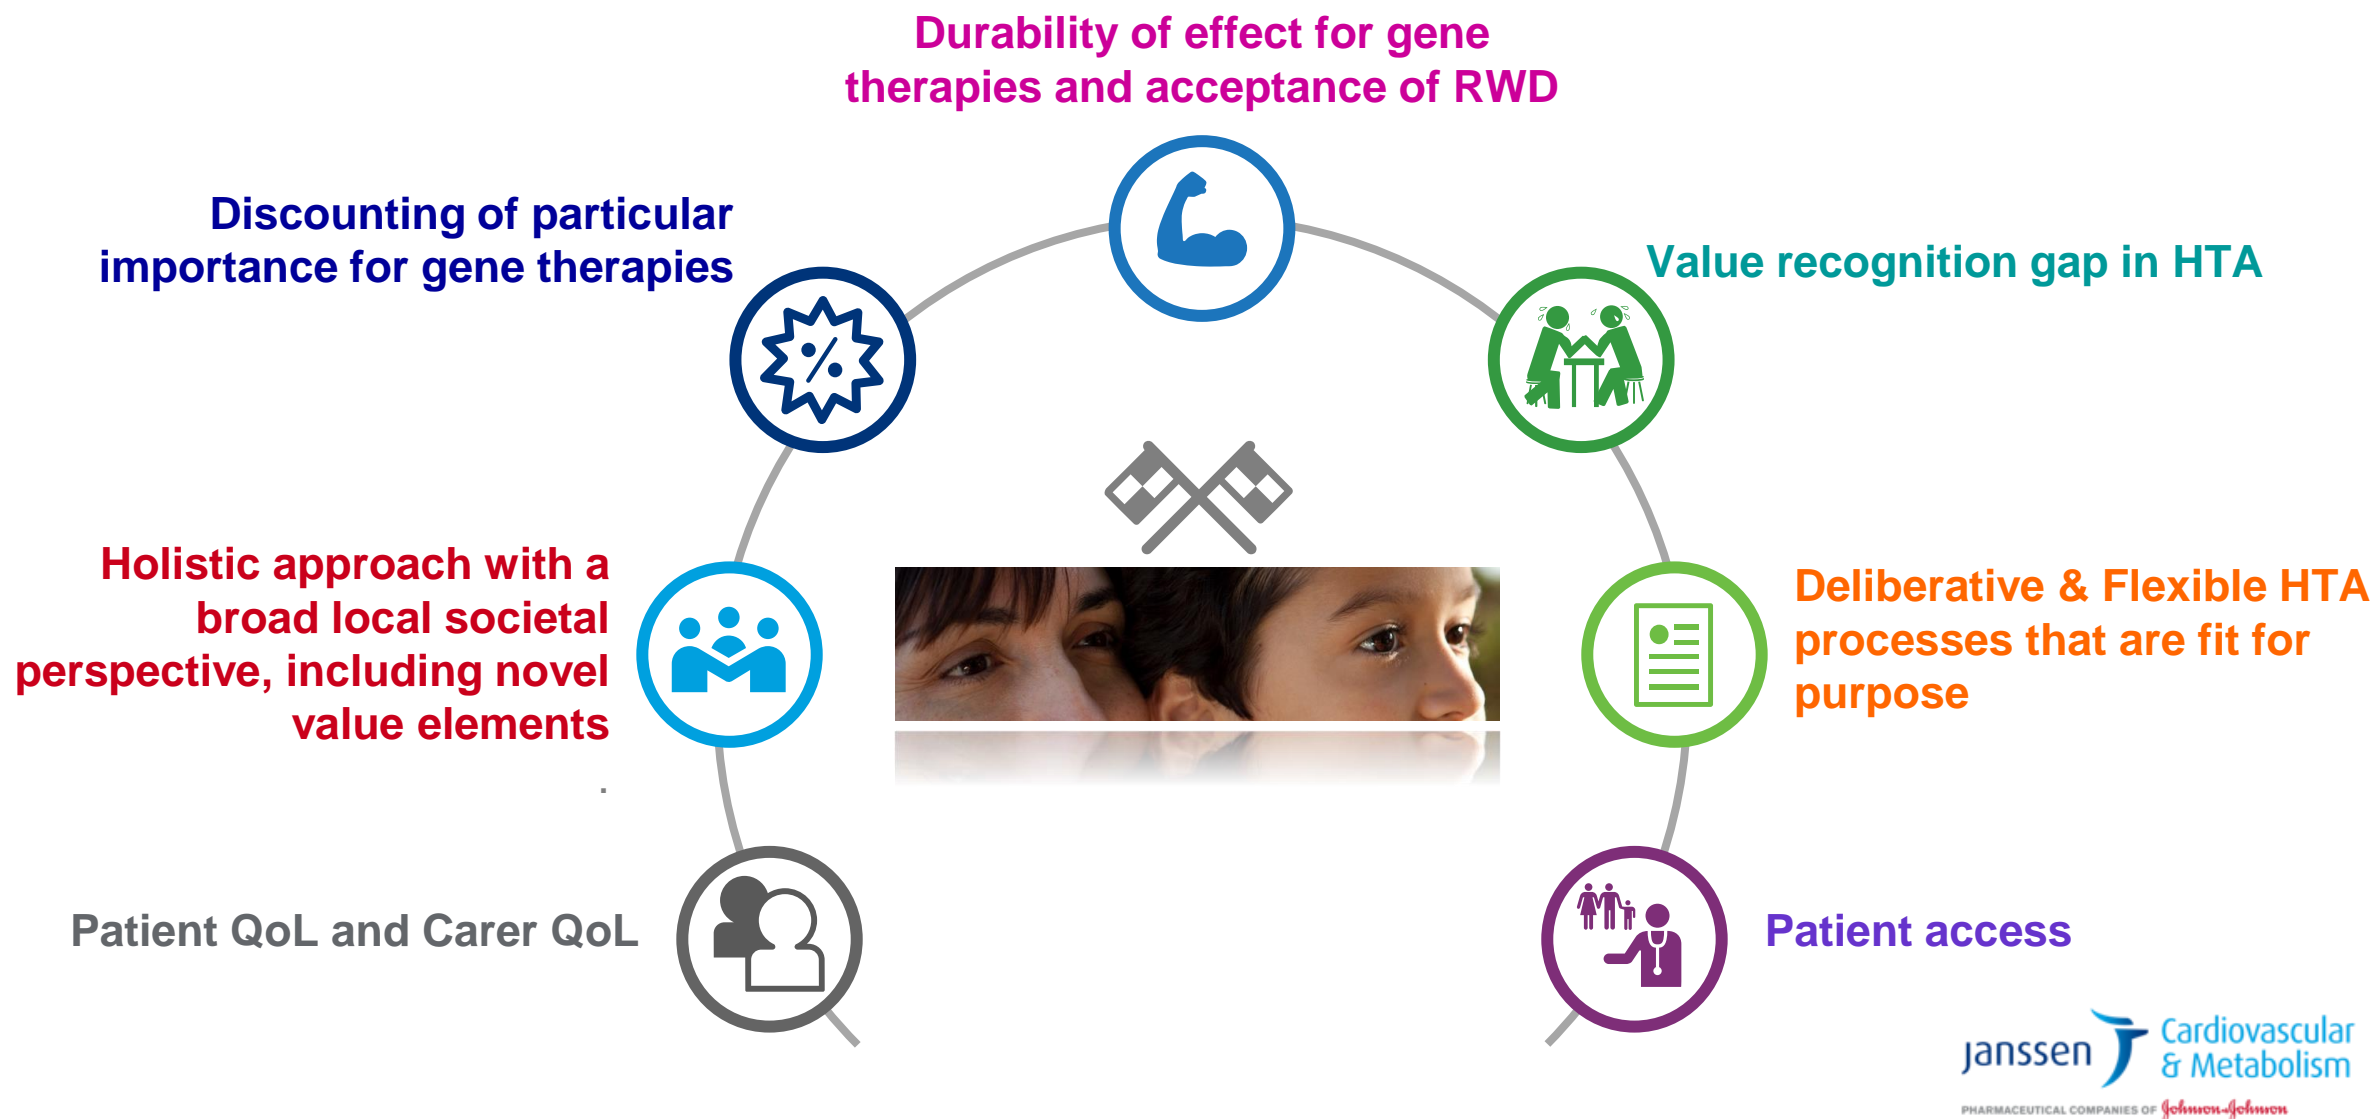 Durability of effect for gene
therapies and acceptance of RWD
Discounting of particular
importance for gene therapies
Value recognition gap in HTA
Holistic approach with a
broad local societal
perspective, including novel
value elements
.
Deliberative & Flexible HTA
processes that are fit for
purpose
Patient QoL and Carer QoL
Patient access
janssen
Cardiovascular
& Metabolism
PHARMACEUTICAL COMPANIES OF Johnson & Johnson